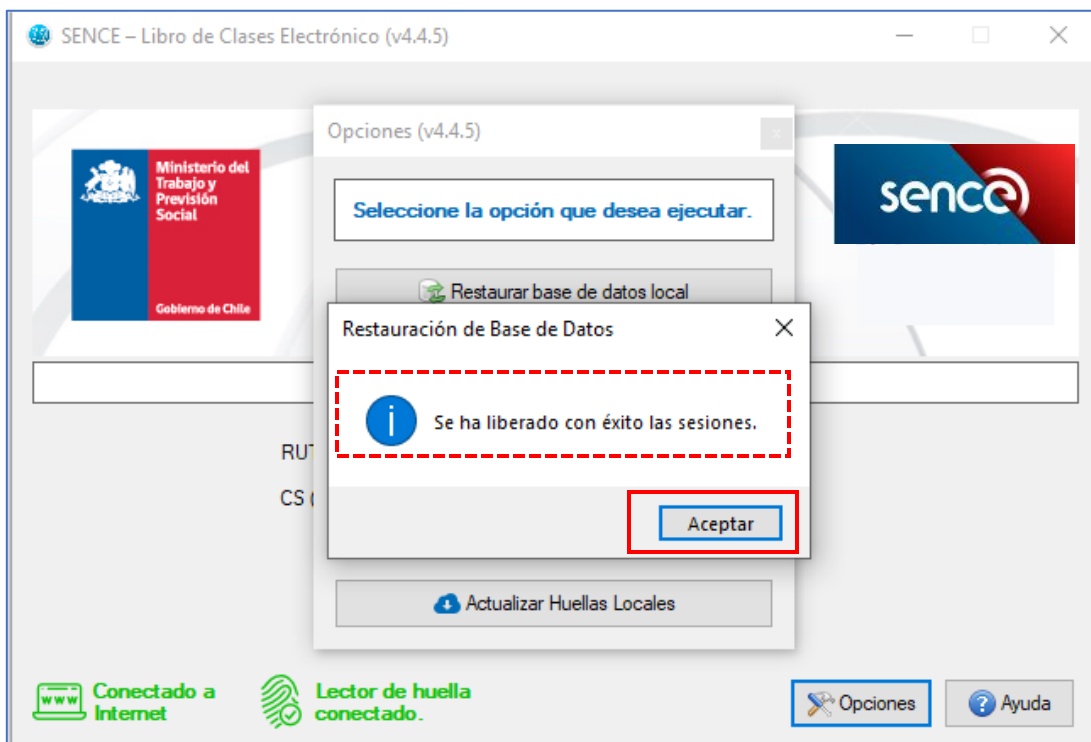 SENCE – Libro de Clases Electrónico (v4.4.5)
Opciones (v4.4.5)
x
Ministerio del
Trabajo y
Previsión
Social
Gobierno de Chile
sence
Seleccione la opción que desea ejecutar.
Restaurar base de datos local
Restauración de Base de Datos
i
Se ha liberado con éxito las sesiones.
RUT
CS (
Aceptar
Actualizar Huellas Locales
www
Conectado a
Internet
Lector de huella
conectado.
Opciones
? Ayuda